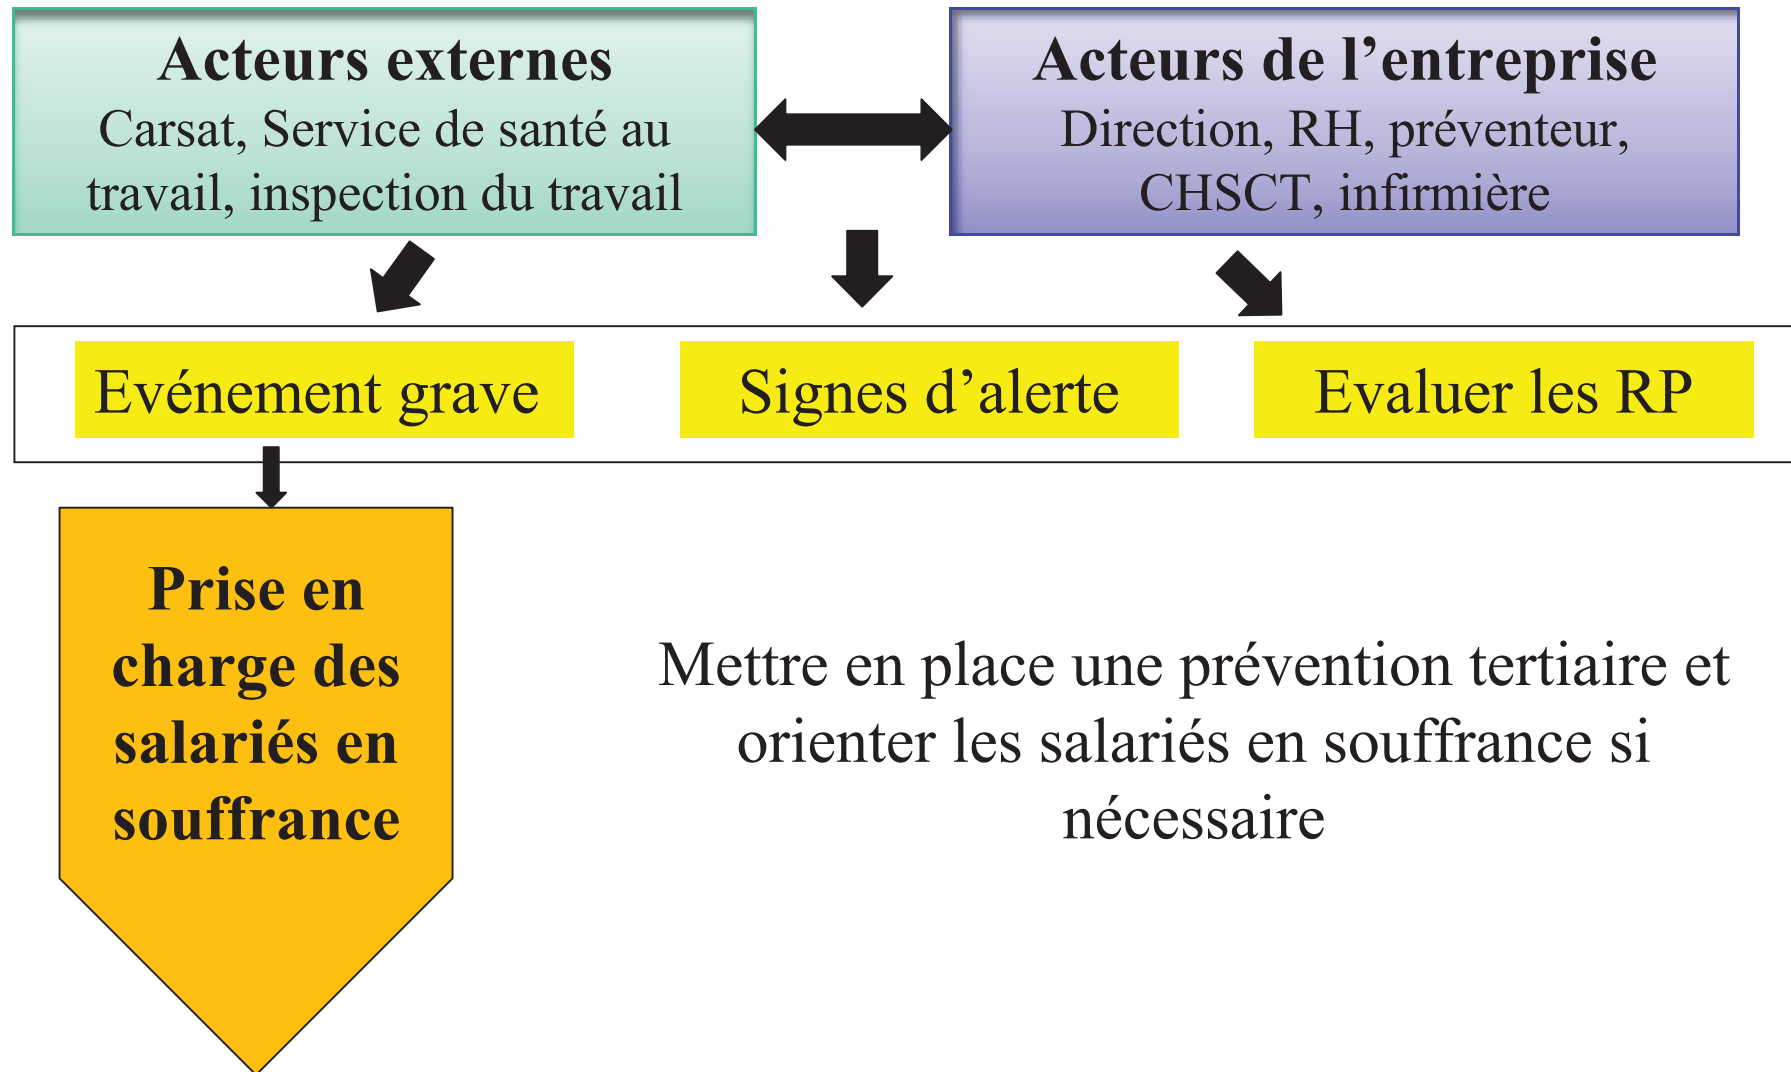 Acteurs externes
Carsat, Service de santé au
travail, inspection du travail
Acteurs de l’entreprise
Direction, RH, préventeur,
CHSCT, infirmière
Evénement grave
Signes d’alerte
Evaluer les RP
Prise en
charge des
salariés en
souffrance
Mettre en place une prévention tertiaire et
orienter les salariés en souffrance si
nécessaire